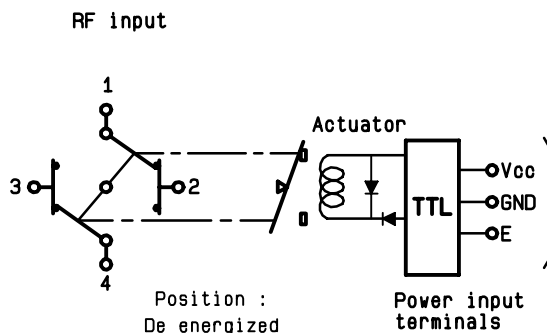 RF input
1
Actuator
3
2
TTL
Vcc
GND
E
4
Position :
De energized
Power input
terminals